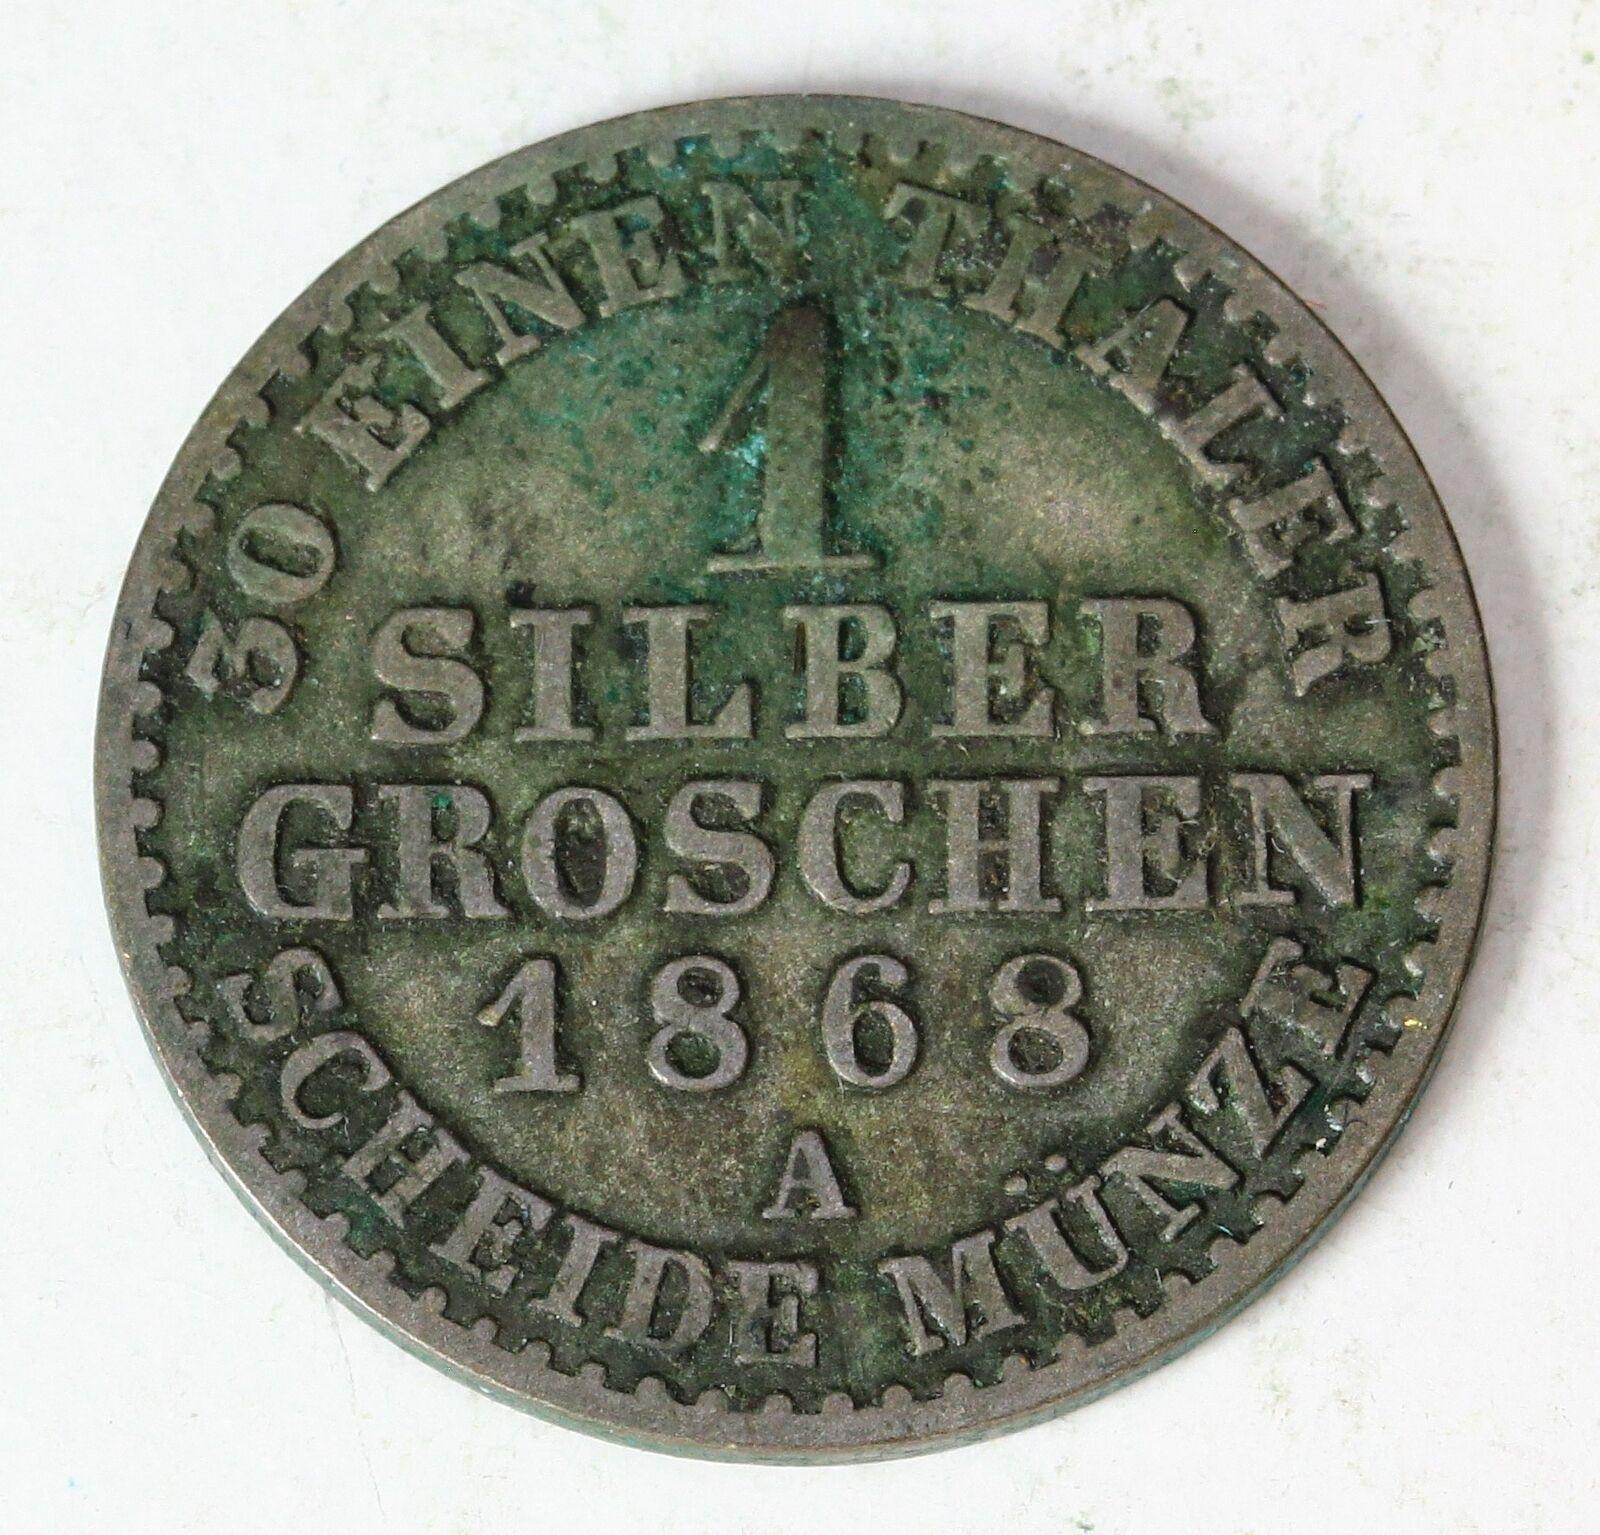 30 EINEN THALER
1
SILBER
GROSCHEN
1868
A
SCHEIDE MÜNZE